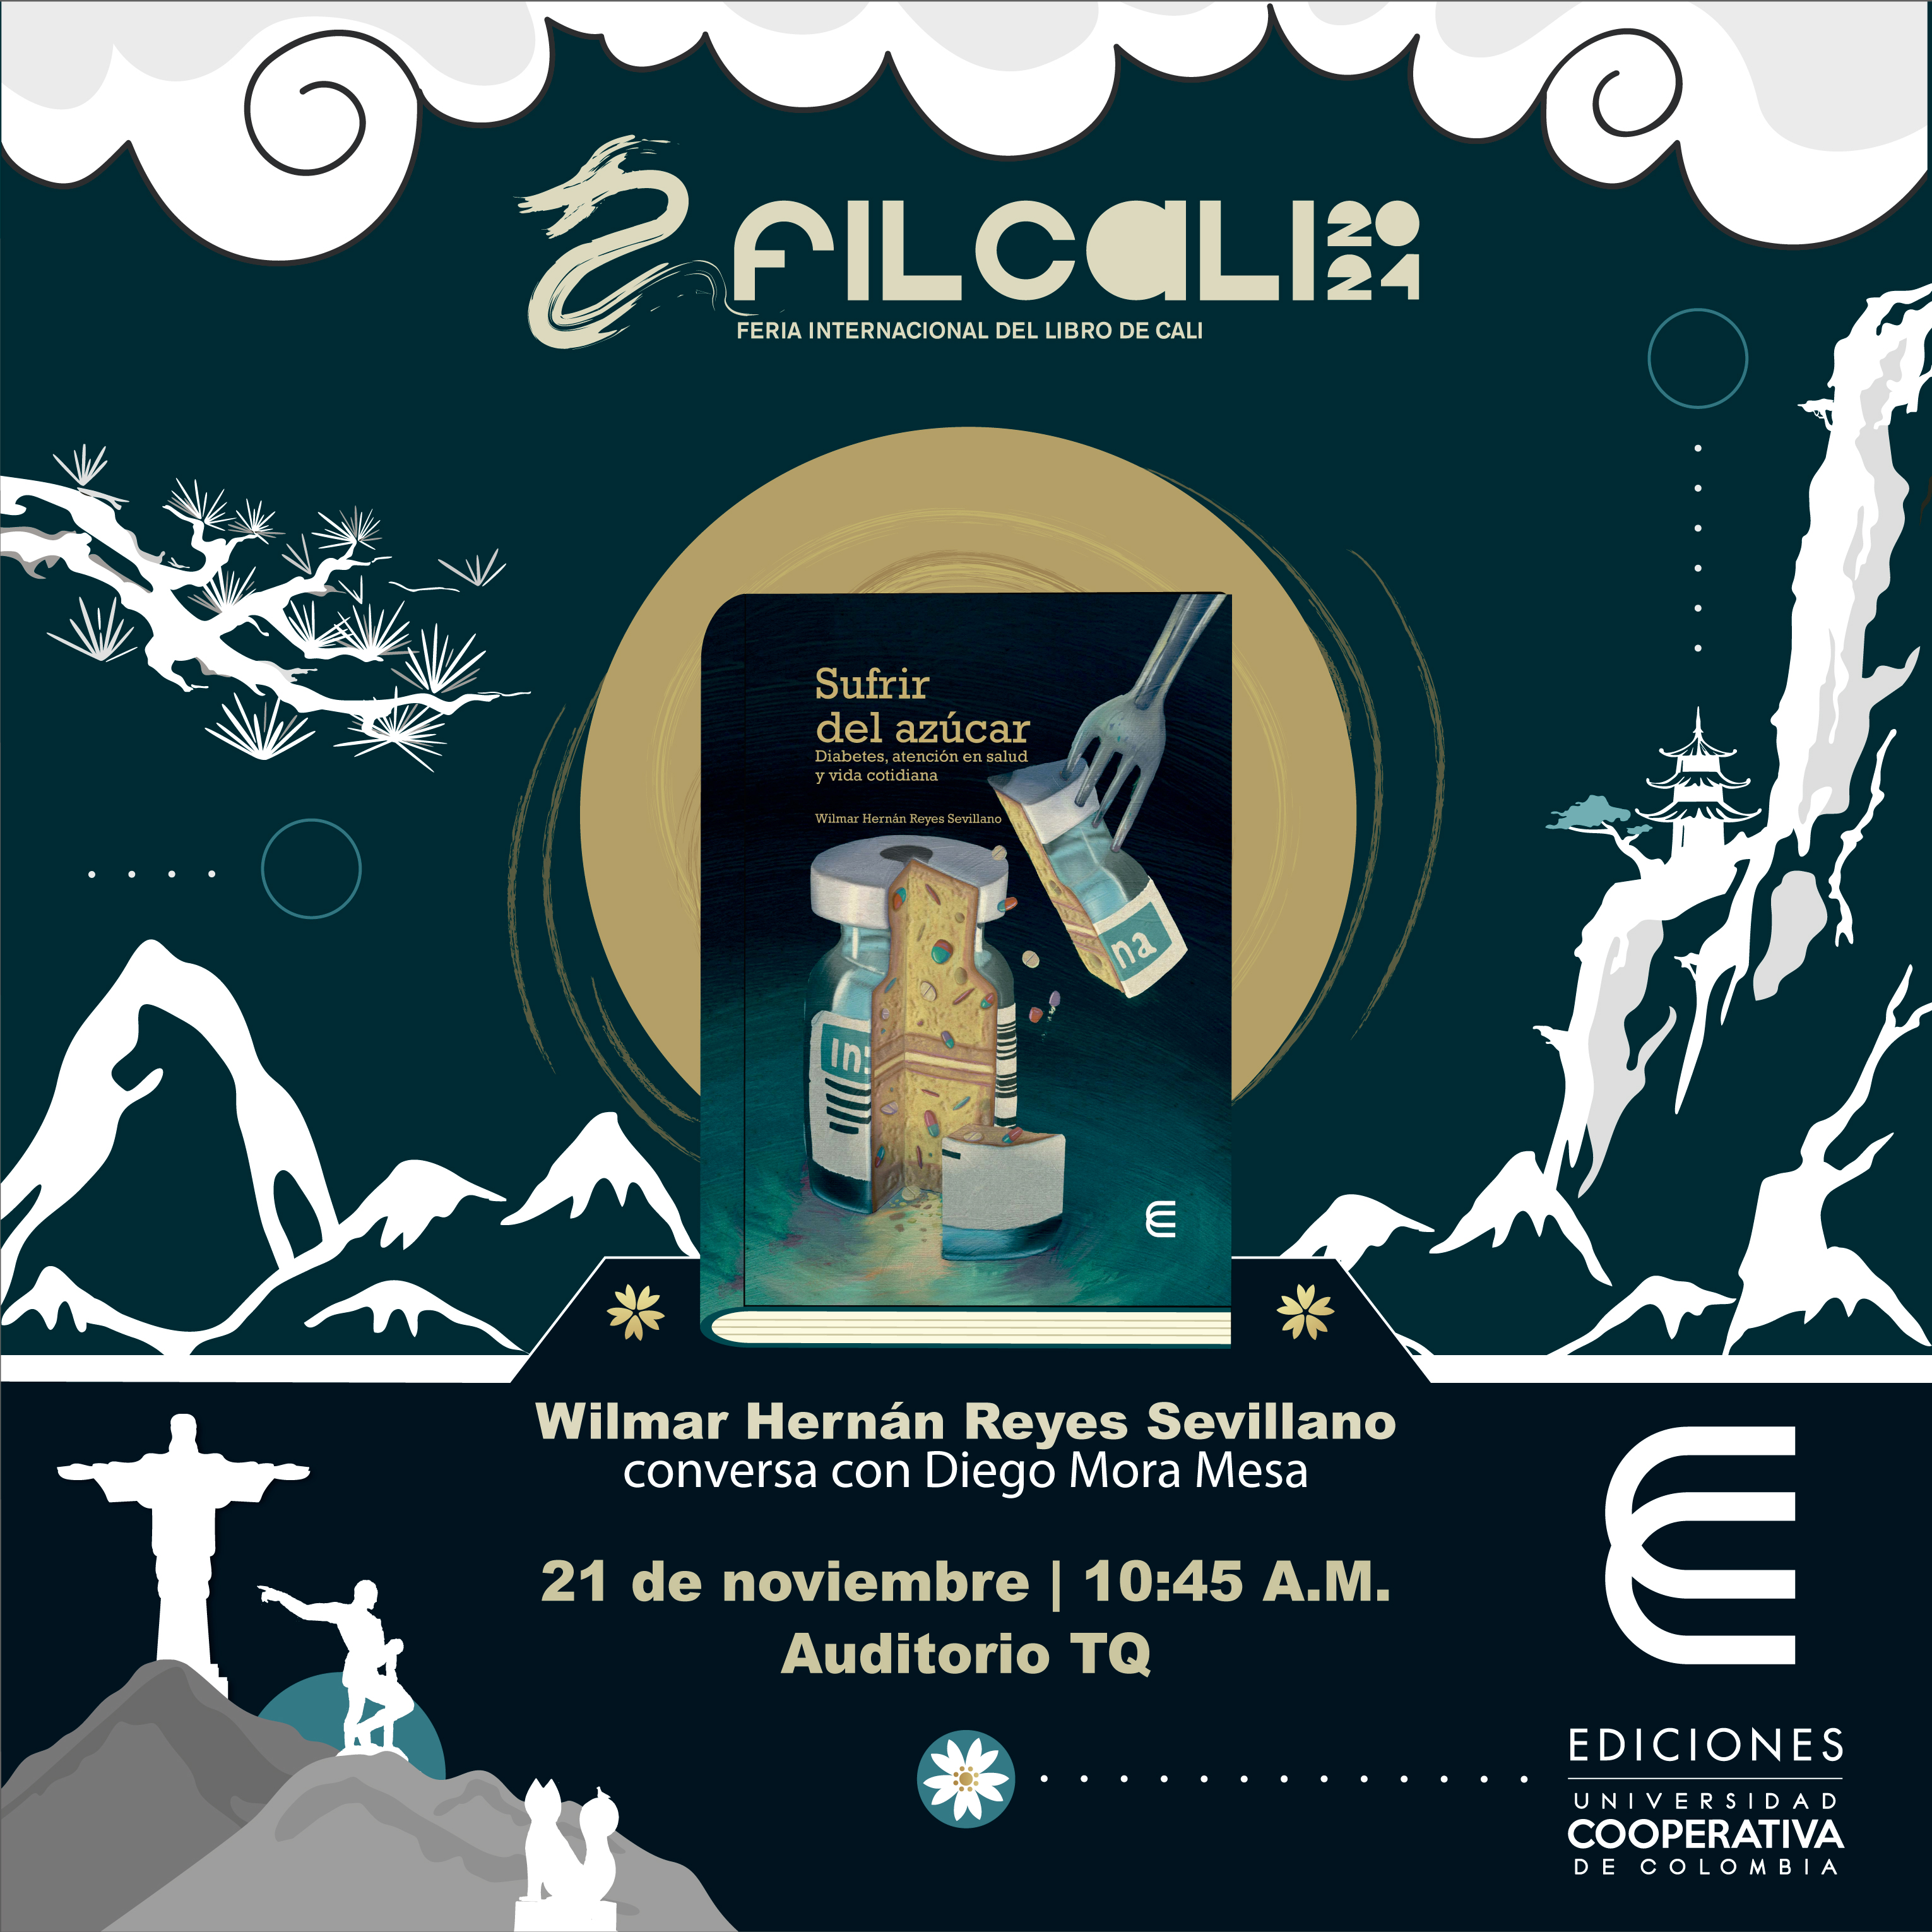 FILCALI 2024
FERIA INTERNACIONAL DEL LIBRO DE CALI
Sufrir
del azúcar
Diabetes, atención en salud
y vida cotidiana
Wilmar Hernán Reyes Sevillano
na
in
Wilmar Hernán Reyes Sevillano
conversa con Diego Mora Mesa
21 de noviembre | 10:45 A.M.
Auditorio TQ
EDICIONES
UNIVERSIDAD
COOPERATIVA
DE COLOMBIA